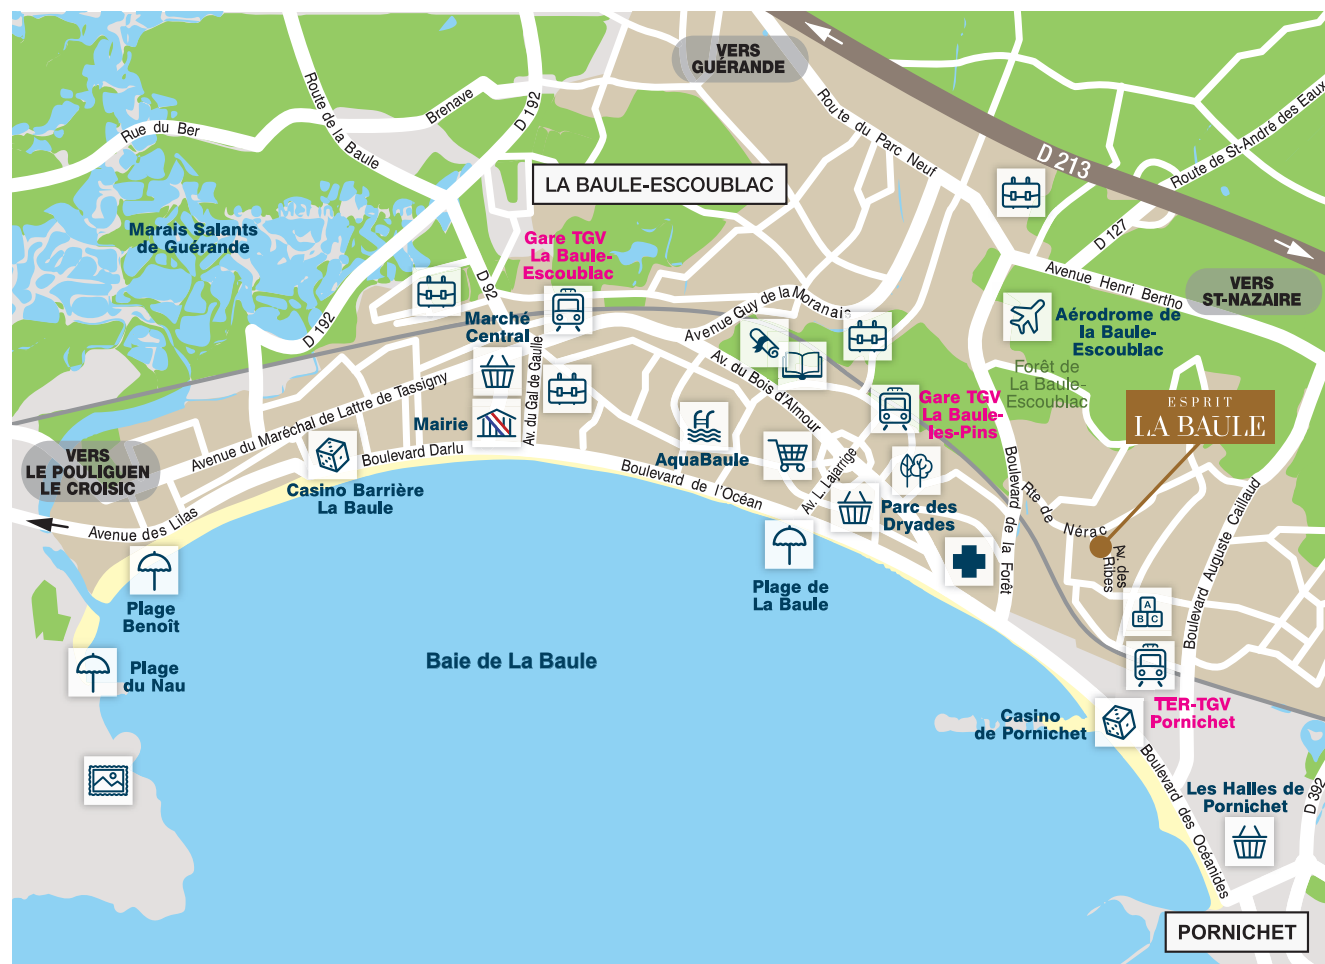 VERS
GUÉRANDE
Route du Parc Neuf
D 213
Route de St-André des Eaux
D 192
Brenave
Route de la Baule
Rue du Ber
LA BAULE-ESCOUBLAC
Marais Salants
de Guérande
Gare TGV
La Baule-
Escoublac
D 127
Avenue Henri Bertho
VERS
ST-NAZAIRE
D 92
D 192
Marché
Central
Avenue Guy de la Moranais
Aérodrome de
la Baule-
Escoublac
Forêt de
La Baule-
Escoublac
Av. du Gal de Gaulle
Av. du Bois d'Almour
Avenue du Maréchal de Lattre de Tassigny
Mairie
Gare TGV
La Baule-
les-Pins
ESPRIT
LA BAULE
VERS
LE POULIGUEN
LE CROISIC
Boulevard Darlu
AquaBaule
Boulevard de l'Océan
Av. L. Lajarrige
Casino Barrière
La Baule
Parc des
Dryades
Boulevard de la Forêt
Rte de Nérac
Av. des
Ribes
Boulevard Auguste Caillaud
Avenue des Lilas
Plage
Benoît
Plage de
La Baule
A
B C
Plage
du Nau
Baie de La Baule
TER-TGV
Pornichet
Casino
de Pornichet
Boulevard des Océanides
Les Halles de
Pornichet
D 392
PORNICHET